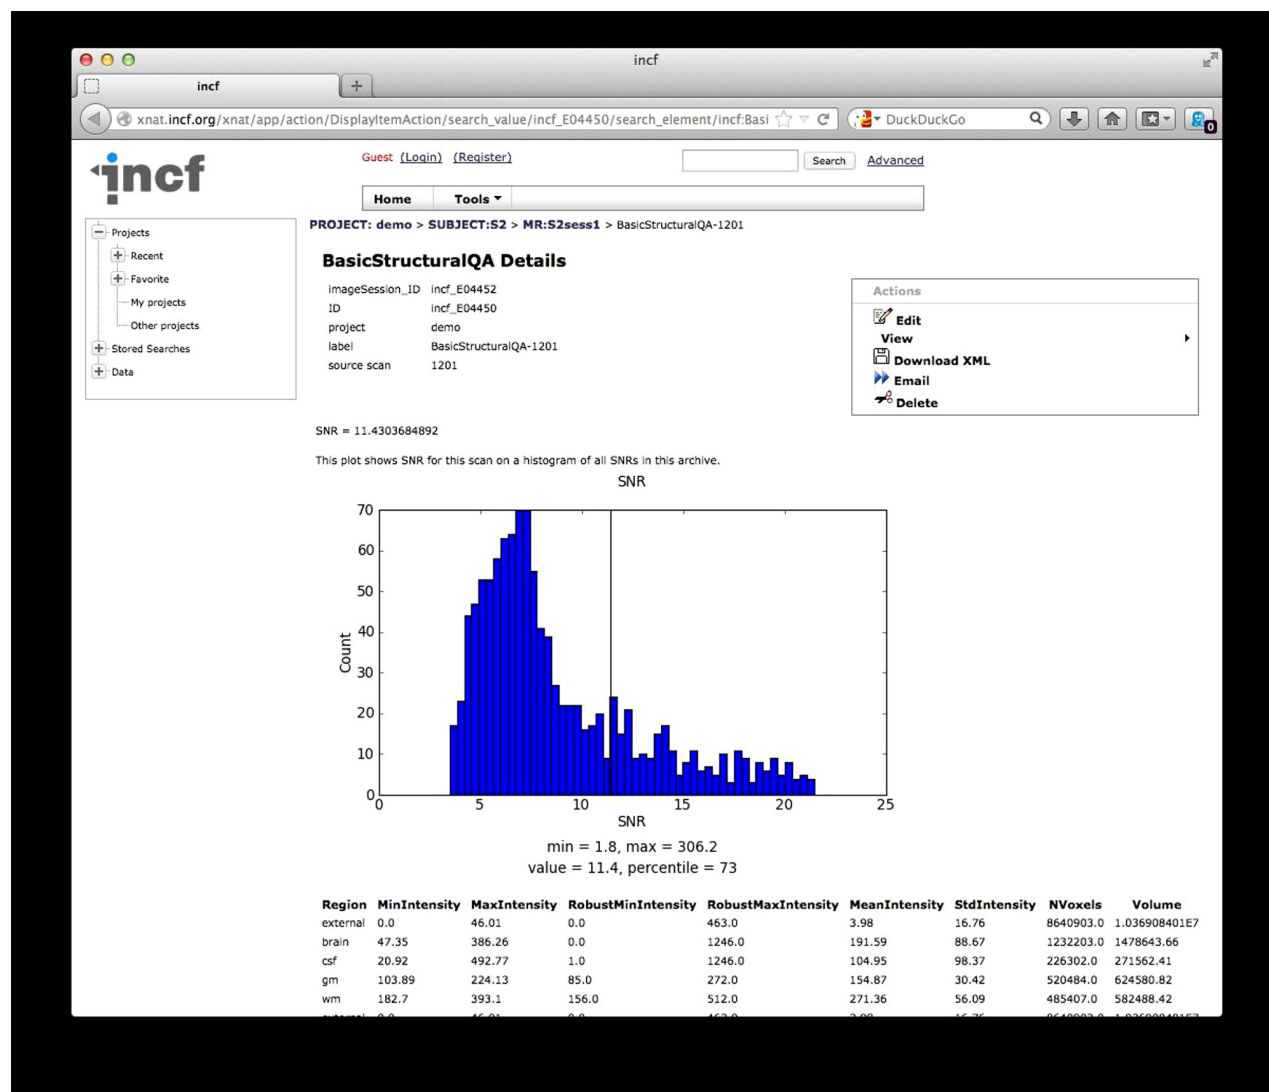 incf
incf
xnat.incf.org/xnat/app/action/DisplayItemAction/search_value/incf_E04450/search_element/incf:Basi
DuckDuckGo
0
incf
Guest (Login) (Register)
Search
Advanced
Home Tools
Projects
Recent
Favorite
My projects
Other projects
Stored Searches
Data
PROJECT: demo > SUBJECT:S2 > MR:S2sess1 > BasicStructuralQA-1201
BasicStructuralQA Details
imageSession_ID incf_E04452
ID incf_E04450
project demo
label BasicStructuralQA-1201
source scan 1201
Actions
Edit
View
Download XML
Email
Delete
SNR = 11.4303684892
This plot shows SNR for this scan on a histogram of all SNRs in this archive.
SNR
70
60
50
40
30
20
10
0
Count
0 5 10 15 20 25
SNR
min = 1.8, max = 306.2
value = 11.4, percentile = 73
Region MinIntensity MaxIntensity RobustMinIntensity RobustMaxIntensity MeanIntensity StdIntensity NVoxels Volume
external 0.0 46.01 0.0 463.0 3.98 16.76 8640903.0 1.036908401E7
brain 47.35 386.26 0.0 1246.0 191.59 88.67 1232203.0 1478643.66
csf 20.92 492.77 1.0 1246.0 104.95 98.37 226302.0 271562.41
gm 103.89 224.13 85.0 272.0 154.87 30.42 520484.0 624580.82
wm 182.7 393.1 156.0 512.0 271.36 56.09 485407.0 582488.42